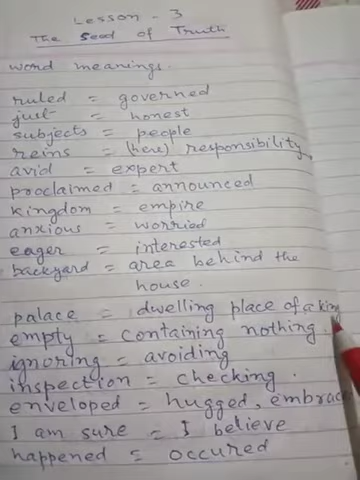 Lesson - 3
The Seed of Truth
word meanings.
ruled = governed
just = honest
subjects = people
reins = (here) responsibility
avid = expert
proclaimed = announced
kingdom = empire
anxious = worried
eager = interested
backyard = area behind the
house.
palace = dwelling place of a king
empty = containing nothing.
ignoring = avoiding
inspection = checking.
enveloped = hugged, embrace
I am sure = I believe
happened = occured